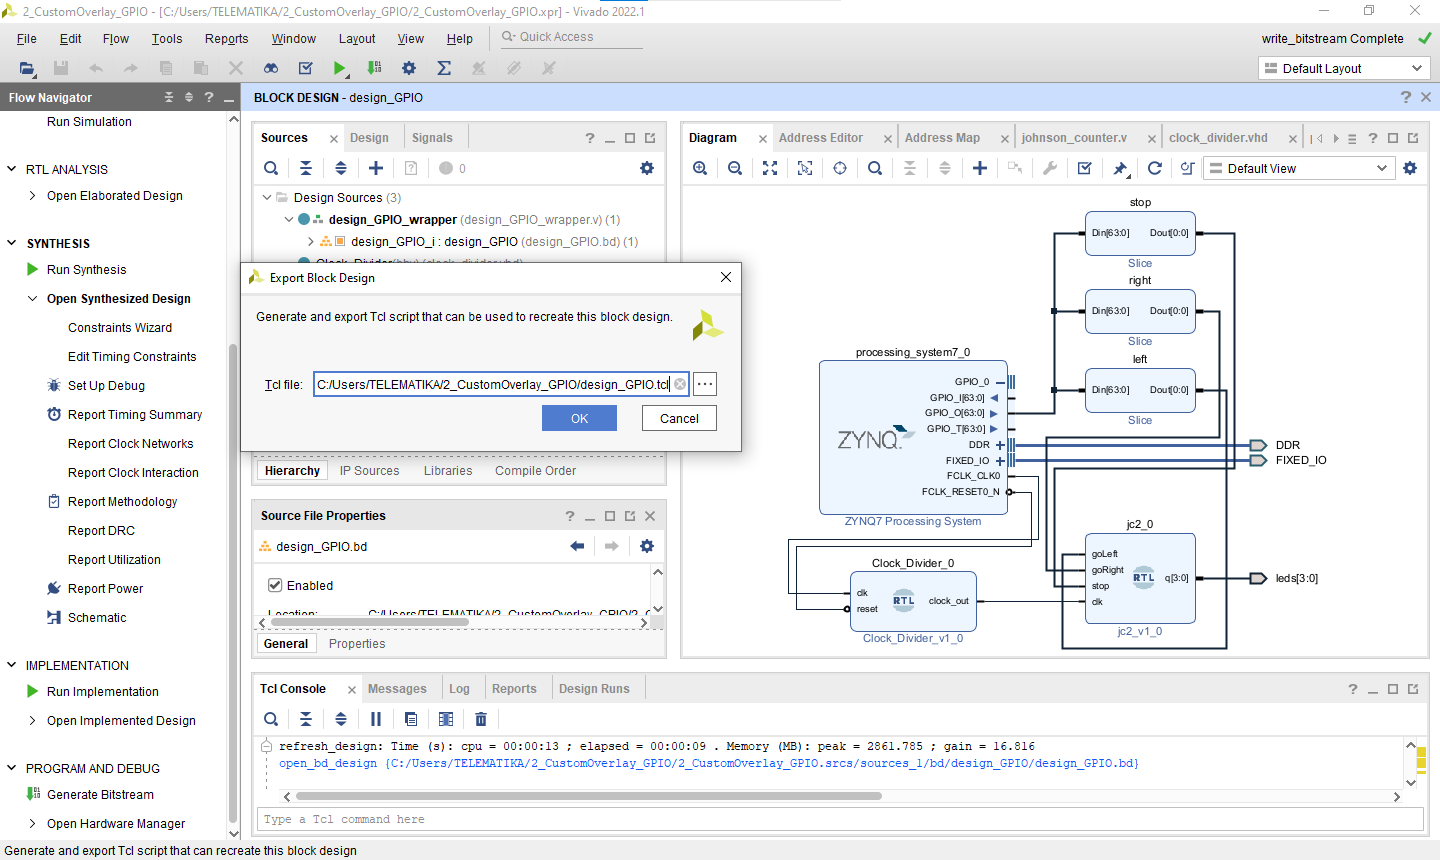 2_CustomOverlay_GPIO - [C:/Users/TELEMATIKA/2_CustomOverlay_GPIO/2_CustomOverlay_GPIO.xpr] - Vivado 2022.1
File Edit Flow Tools Reports Window Layout View Help Quick Access
write_bitstream Complete
Default Layout
Flow Navigator
Run Simulation
RTL ANALYSIS
Open Elaborated Design
SYNTHESIS
Run Synthesis
Open Synthesized Design
Constraints Wizard
Edit Timing Constraints
Set Up Debug
Report Timing Summary
Report Clock Networks
Report Clock Interaction
Report Methodology
Report DRC
Report Utilization
Report Power
Schematic
IMPLEMENTATION
Run Implementation
Open Implemented Design
PROGRAM AND DEBUG
Generate Bitstream
Open Hardware Manager
BLOCK DESIGN - design_GPIO
Sources Design Signals
0
Design Sources (3)
design_GPIO_wrapper (design_GPIO_wrapper.v) (1)
design_GPIO_i : design_GPIO (design_GPIO.bd) (1)
Export Block Design
Generate and export Tcl script that can be used to recreate this block design.
Tcl file: C:/Users/TELEMATIKA/2_CustomOverlay_GPIO/design_GPIO.tcl
OK Cancel
Hierarchy IP Sources Libraries Compile Order
Source File Properties
design_GPIO.bd
Enabled
Location:
General Properties
Diagram Address Editor Address Map johnson_counter.v clock_divider.vhd
Default View
stop
Din[63:0] Dout[0:0]
Slice
right
Din[63:0] Dout[0:0]
Slice
left
Din[63:0] Dout[0:0]
Slice
processing_system7_0
GPIO_0
GPIO_I[63:0]
GPIO_O[63:0]
GPIO_T[63:0]
DDR
FIXED_IO
FCLK_CLK0
FCLK_RESET0_N
ZYNQ
ZYNQ7 Processing System
DDR
FIXED_IO
Clock_Divider_0
clk
reset
RTL
clock_out
Clock_Divider_v1_0
jc2_0
goLeft
goRight
stop
clk
RTL
q[3:0]
jc2_v1_0
leds[3:0]
Tcl Console Messages Log Reports Design Runs
refresh_design: Time (s): cpu = 00:00:13 ; elapsed = 00:00:09 . Memory (MB): peak = 2861.785 ; gain = 16.816
open_bd_design {C:/Users/TELEMATIKA/2_CustomOverlay_GPIO/2_CustomOverlay_GPIO.srcs/sources_1/bd/design_GPIO/design_GPIO.bd}
Type a Tcl command here
Generate and export Tcl script that can recreate this block design